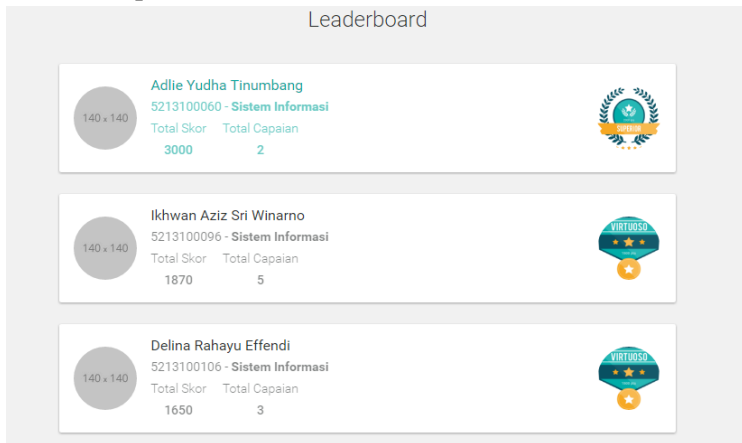 Leaderboard
Adlie Yudha Tinumbang
5213100060 - Sistem Informasi
140 x 140
Total Skor Total Capaian
3000 2
SUPERIOR
Ikhwan Aziz Sri Winarno
5213100096 - Sistem Informasi
140 x 140
Total Skor Total Capaian
1870 5
VIRTUOSO
Delina Rahayu Effendi
5213100106 - Sistem Informasi
140 x 140
Total Skor Total Capaian
1650 3
VIRTUOSO